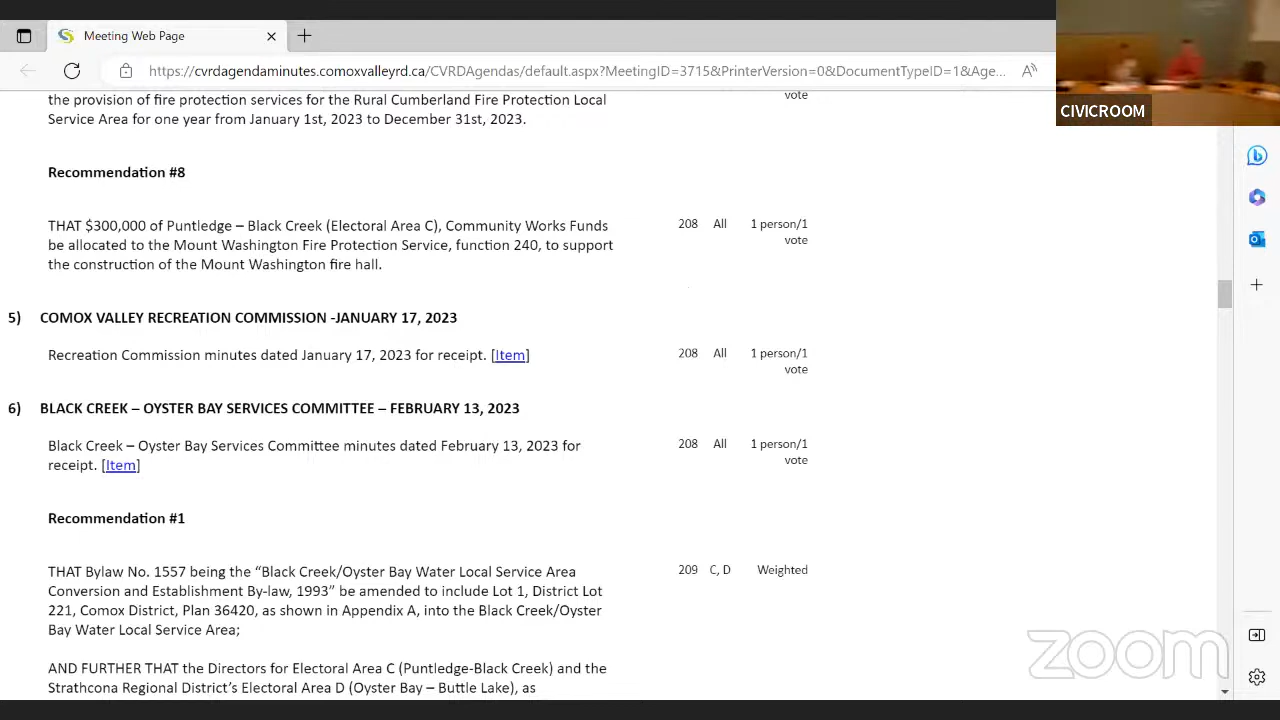 Meeting Web Page
https://cvrdagendaminutes.comoxvalleyrd.ca/CVRDAgendas/default.aspx?MeetingID=3715&PrinterVersion=0&DocumentTypeID=1&Age...
CIVICROOM
the provision of fire protection services for the Rural Cumberland Fire Protection Local vote
Service Area for one year from January 1st, 2023 to December 31st, 2023.
Recommendation #8
THAT $300,000 of Puntledge – Black Creek (Electoral Area C), Community Works Funds 208 All 1 person/1
be allocated to the Mount Washington Fire Protection Service, function 240, to support vote
the construction of the Mount Washington fire hall.
5) COMOX VALLEY RECREATION COMMISSION -JANUARY 17, 2023
Recreation Commission minutes dated January 17, 2023 for receipt. [Item] 208 All 1 person/1
vote
6) BLACK CREEK – OYSTER BAY SERVICES COMMITTEE – FEBRUARY 13, 2023
Black Creek – Oyster Bay Services Committee minutes dated February 13, 2023 for 208 All 1 person/1
receipt. [Item] vote
Recommendation #1
THAT Bylaw No. 1557 being the “Black Creek/Oyster Bay Water Local Service Area 209 C, D Weighted
Conversion and Establishment By-law, 1993” be amended to include Lot 1, District Lot
221, Comox District, Plan 36420, as shown in Appendix A, into the Black Creek/Oyster
Bay Water Local Service Area;
AND FURTHER THAT the Directors for Electoral Area C (Puntledge-Black Creek) and the
Strathcona Regional District’s Electoral Area D (Oyster Bay – Buttle Lake), as
zoom